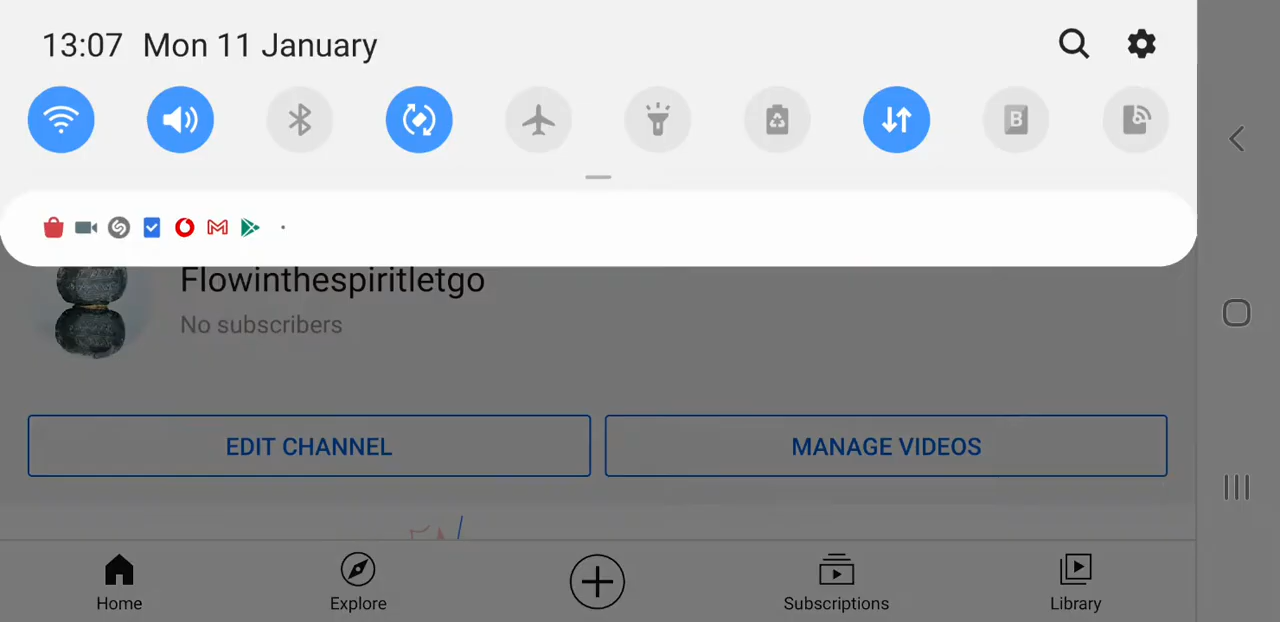 13:07 Mon 11 January
B
Flowinthespiritletgo
No subscribers
EDIT CHANNEL
MANAGE VIDEOS
Home
Explore
Subscriptions
Library